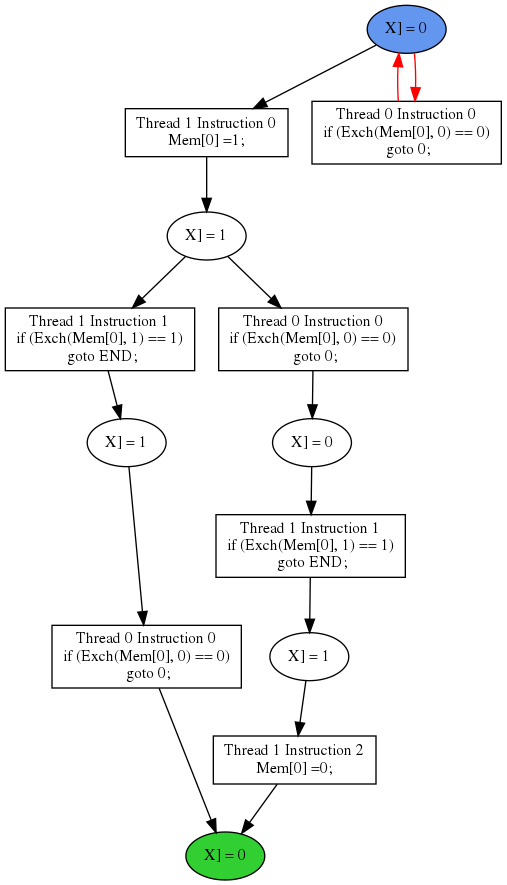 X] = 0
Thread 0 Instruction 0
if (Exch(Mem[0], 0) == 0)
goto 0;
Thread 1 Instruction 0
Mem[0] =1;
X] = 1
Thread 1 Instruction 1
if (Exch(Mem[0], 1) == 1)
goto END;
Thread 0 Instruction 0
if (Exch(Mem[0], 0) == 0)
goto 0;
X] = 1
X] = 0
Thread 1 Instruction 1
if (Exch(Mem[0], 1) == 1)
goto END;
Thread 0 Instruction 0
if (Exch(Mem[0], 0) == 0)
goto 0;
X] = 1
Thread 1 Instruction 2
Mem[0] =0;
X] = 0